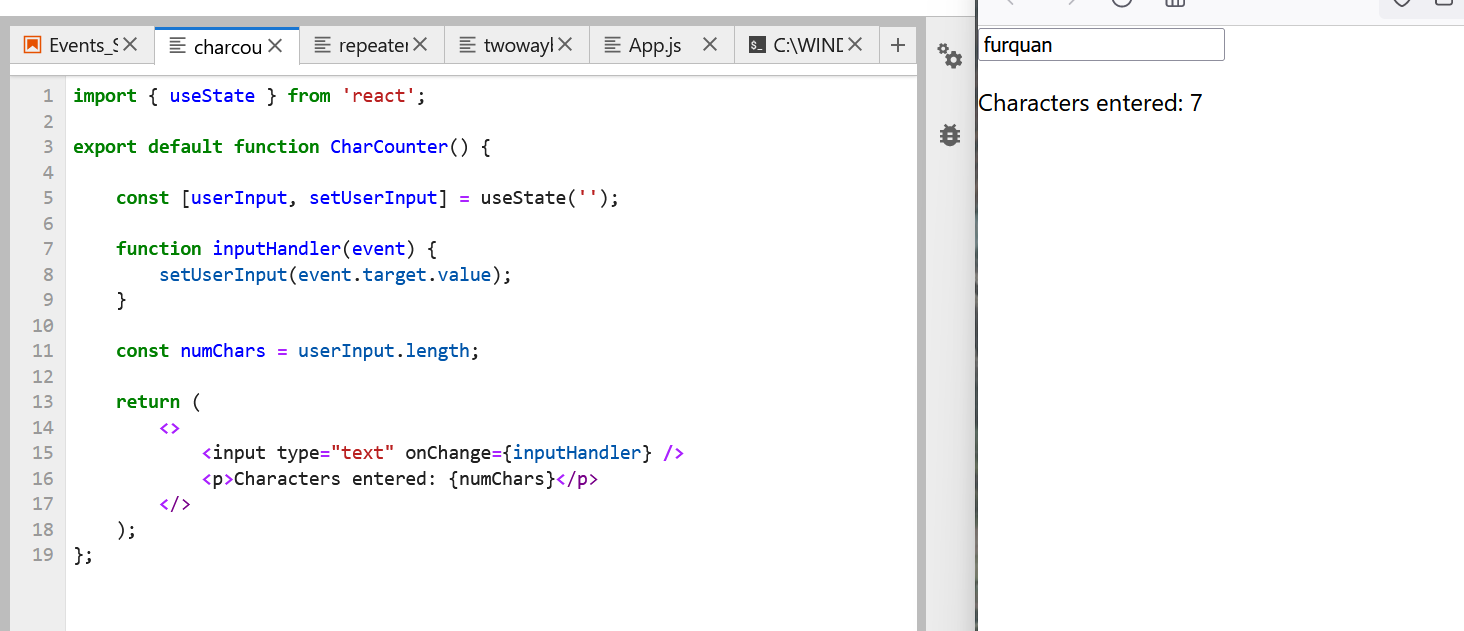 Events_S
charcou
repeater
twowayl
App.js
C:\WIND
1 import { useState } from 'react';
2
3 export default function CharCounter() {
4
5     const [userInput, setUserInput] = useState('');
6
7     function inputHandler(event) {
8         setUserInput(event.target.value);
9     }
10
11     const numChars = userInput.length;
12
13     return (
14         <>
15             <input type="text" onChange={inputHandler} />
16             <p>Characters entered: {numChars}</p>
17         </>
18     );
19 };
furquan
Characters entered: 7